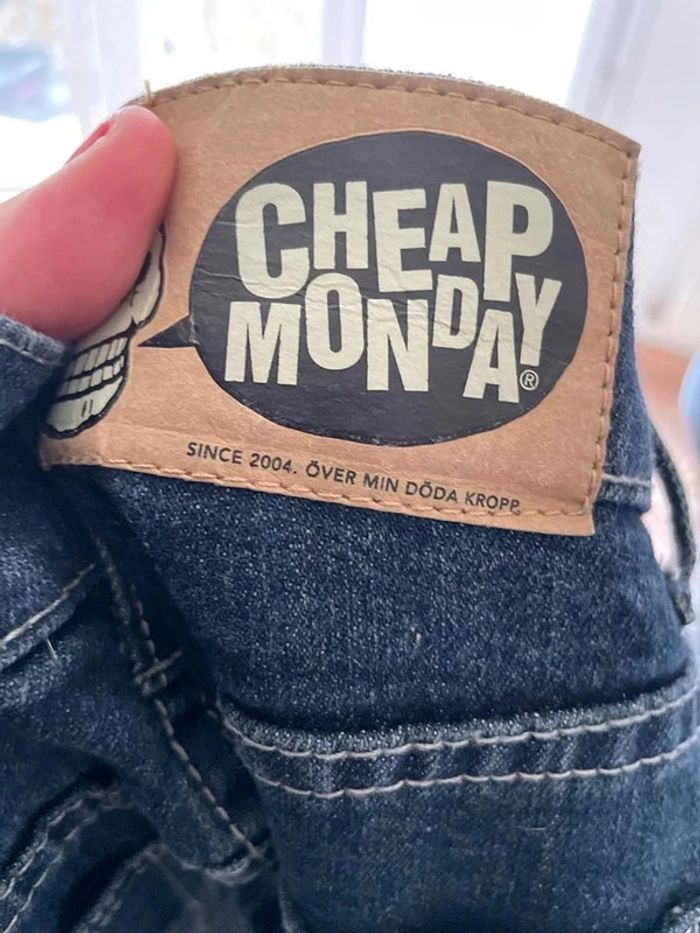 CHEAP
MONDAY®
SINCE 2004. ÖVER MIN DÖDA KROPP